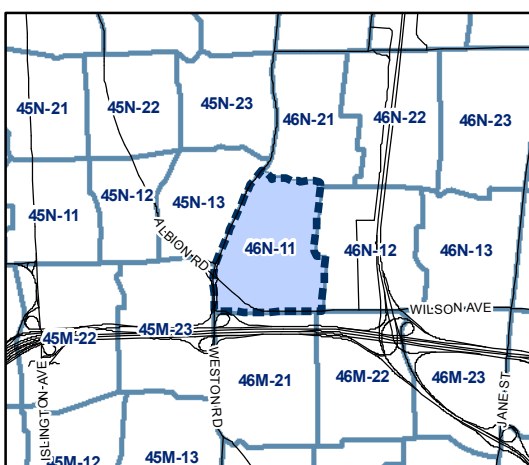 45N-21
45N-22
45N-23
46N-21
46N-22
46N-23
45N-11
45N-12
45N-13
46N-11
46N-12
46N-13
ALBION RD
WILSON AVE
45M-22
45M-23
46M-21
46M-22
46M-23
ISLINGTON AVE
WESTON RD
JANE ST
45M-12
45M-13